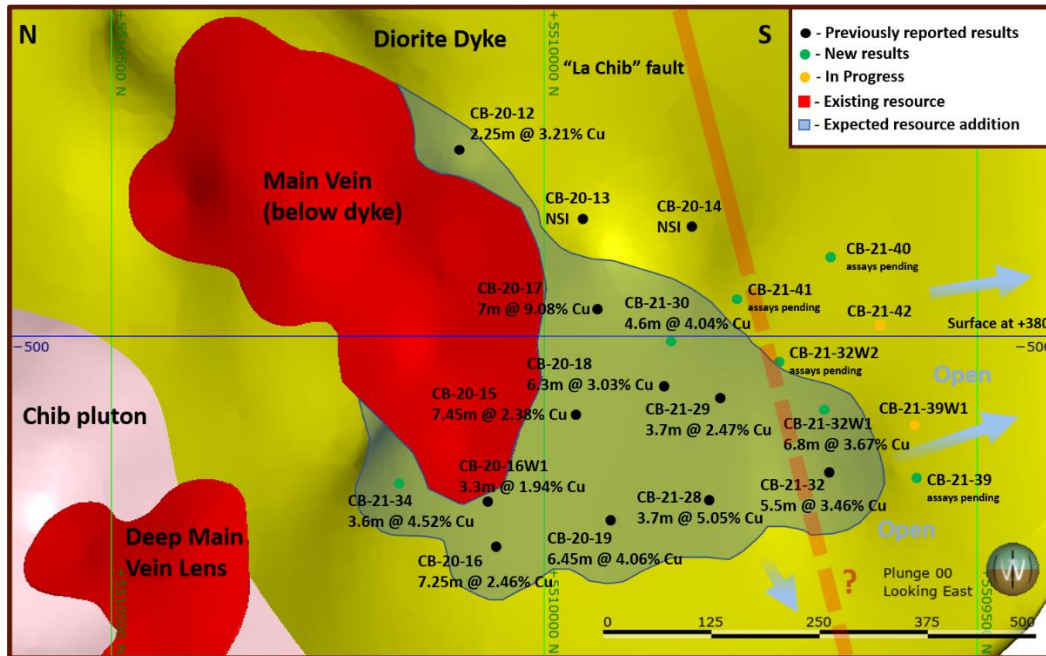 N
Diorite Dyke
S
"La Chib" fault
- Previously reported results
- New results
- In Progress
- Existing resource
- Expected resource addition
+5510500 N
+5510000 N
CB-20-12
2.25m @ 3.21% Cu
Main Vein
(below dyke)
CB-20-13
NSI
CB-20-14
NSI
CB-21-40
assays pending
CB-20-17
7m @ 9.08% Cu
CB-21-30
4.6m @ 4.04% Cu
CB-21-41
assays pending
CB-21-42
Surface at +380
-500
-500
CB-20-18
6.3m @ 3.03% Cu
CB-21-32W2
assays pending
Open
CB-20-15
7.45m @ 2.38% Cu
CB-21-29
3.7m @ 2.47% Cu
CB-21-32W1
6.8m @ 3.67% Cu
CB-21-39W1
Chib pluton
CB-20-16W1
3.3m @ 1.94% Cu
CB-21-34
3.6m @ 4.52% Cu
CB-21-28
3.7m @ 5.05% Cu
CB-21-32
5.5m @ 3.46% Cu
CB-21-39
assays pending
Deep Main
Vein Lens
CB-20-16
7.25m @ 2.46% Cu
CB-20-19
6.45m @ 4.06% Cu
Open
?
Plunge 00
Looking East
W
+5510500 N
+5510000 N
+5509500 N
0 125 250 375 500